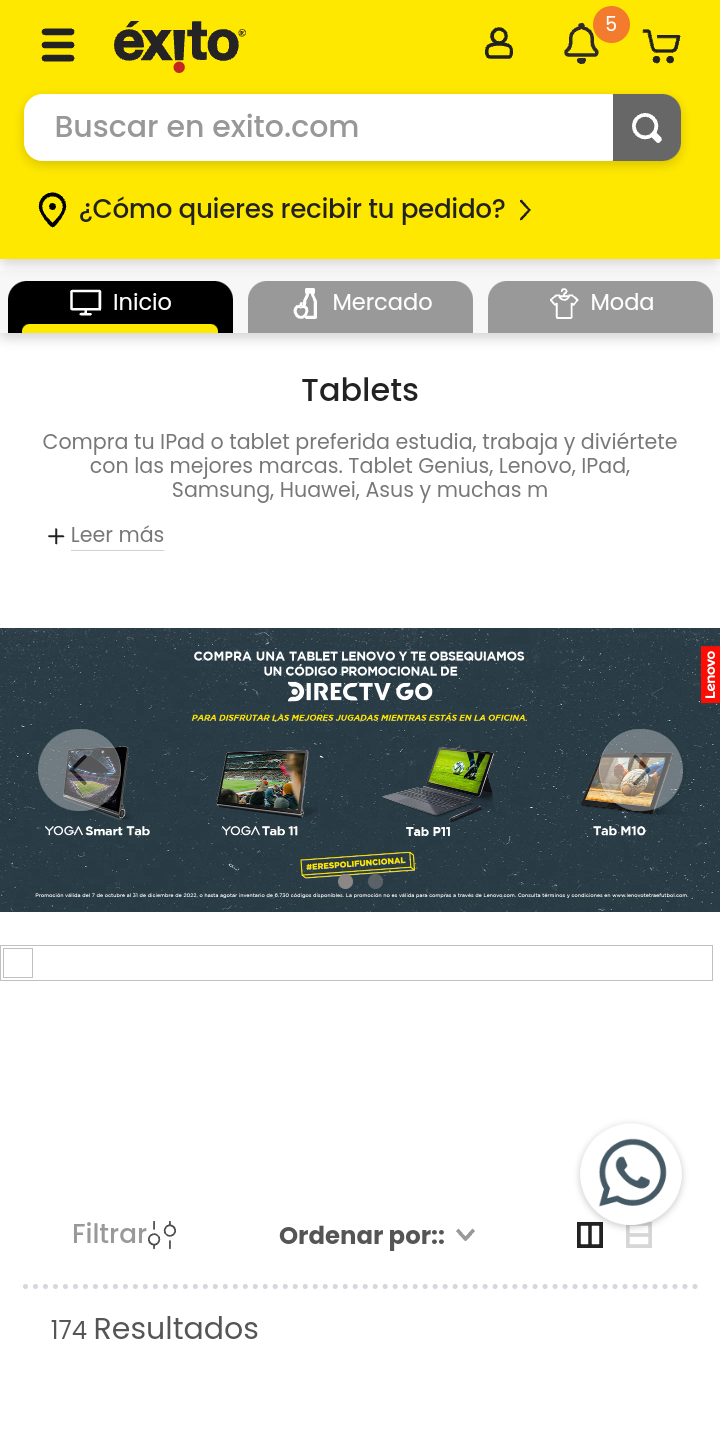 éxito®
5
Buscar en exito.com
¿Cómo quieres recibir tu pedido?
Inicio
Mercado
Moda
Tablets
Compra tu IPad o tablet preferida estudia, trabaja y diviértete
con las mejores marcas. Tablet Genius, Lenovo, IPad,
Samsung, Huawei, Asus y muchas m
Leer más
COMPRA UNA TABLET LENOVO Y TE OBSEQUIAMOS
UN CÓDIGO PROMOCIONAL DE
DIRECTV GO
Lenovo
PARA DISFRUTAR LAS MEJORES JUGADAS MIENTRAS ESTÁS EN LA OFICINA.
YOGA Smart Tab
YOGA Tab 11
Tab P11
Tab M10
#ERESPOLIFUNCIONAL
Promoción válida del 7 de octubre al 31 de diciembre de 2022, o hasta agotar inventario de 6.730 códigos disponibles. La promoción no es válida para compras a través de Lenovo.com. Consulta términos y condiciones en www.lenovotetraefutbol.com.
Filtrar
Ordenar por::
174 Resultados